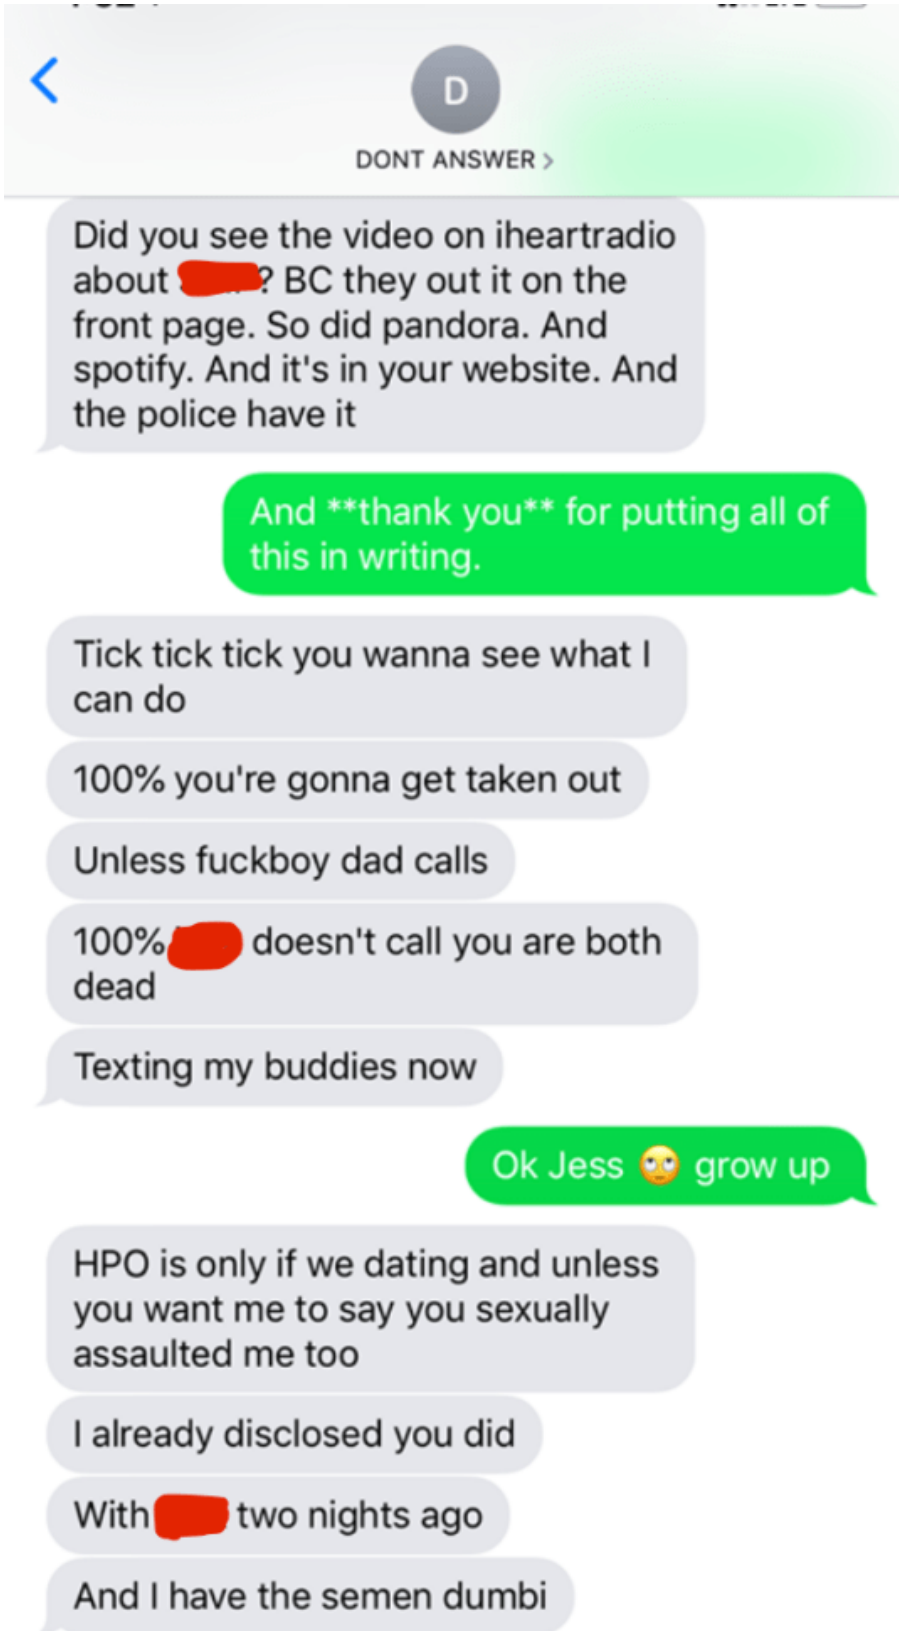 D
DONT ANSWER >
Did you see the video on iheartradio
about ? BC they out it on the
front page. So did pandora. And
spotify. And it's in your website. And
the police have it
And **thank you** for putting all of
this in writing.
Tick tick tick you wanna see what I
can do
100% you're gonna get taken out
Unless fuckboy dad calls
100% doesn't call you are both
dead
Texting my buddies now
Ok Jess 🙄 grow up
HPO is only if we dating and unless
you want me to say you sexually
assaulted me too
I already disclosed you did
With two nights ago
And I have the semen dumbi